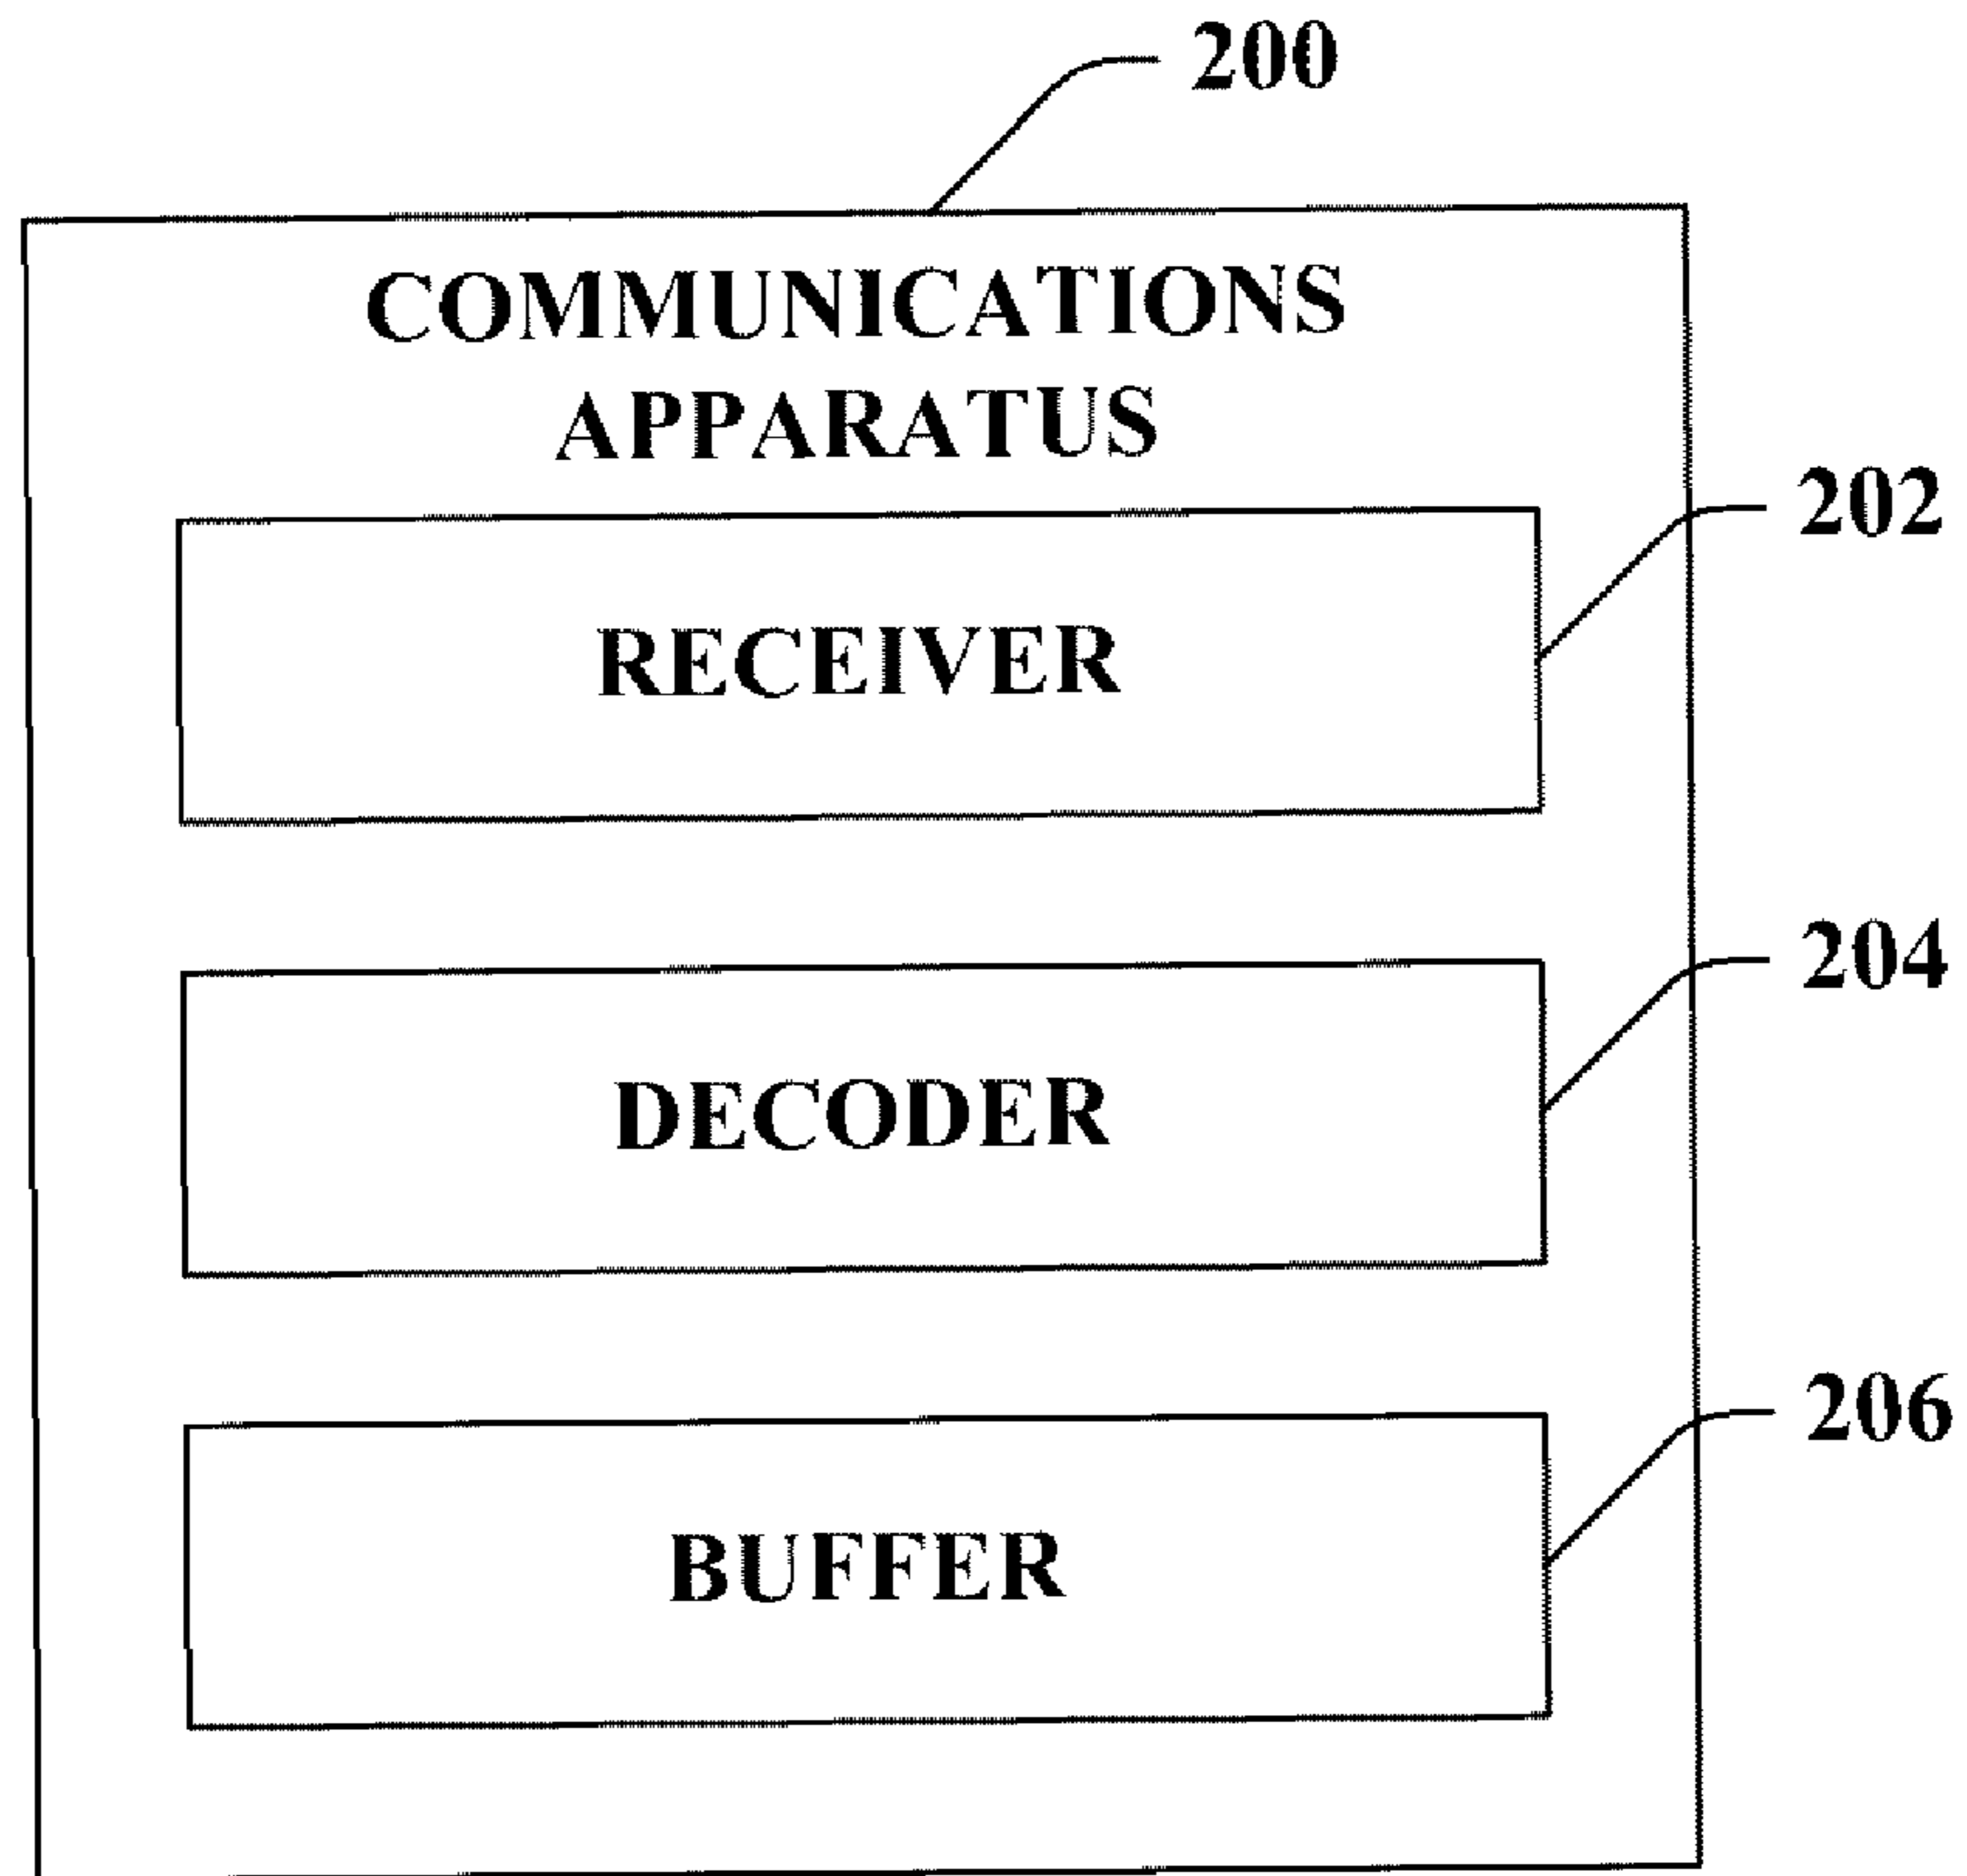 200
COMMUNICATIONS
APPARATUS
202
RECEIVER
204
DECODER
206
BUFFER